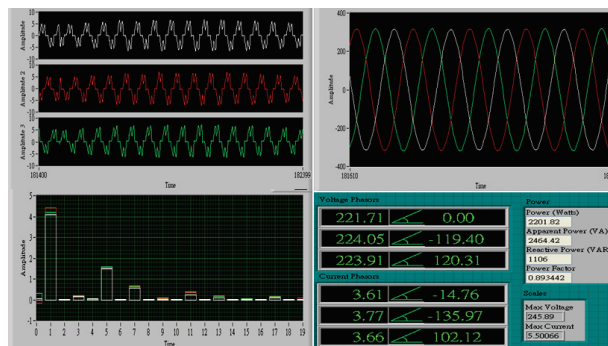 Amplitude
10
5
0
-5
-10
Amplitude 2
10
5
0
-5
-10
Amplitude 3
10
5
0
-5
-10
181400
182399
Time
400
200
0
-200
-400
Amplitude
181610
Time
5
4
3
2
1
0
-1
Amplitude
0 1 2 3 4 5 6 7 8 9 10 11 12 13 14 15 16 17 18 19
Time
Voltage Phasors
221.71 0.00
224.05 -119.40
223.91 120.31
Current Phasors
3.61 -14.76
3.77 -135.97
3.66 102.12
Power
Power (Watts)
2201.82
Apparent Power (VA)
2464.42
Reactive Power (VAR
1106
Power Factor
0.893442
Scales
Max Voltage
245.89
Max Current
5.50066